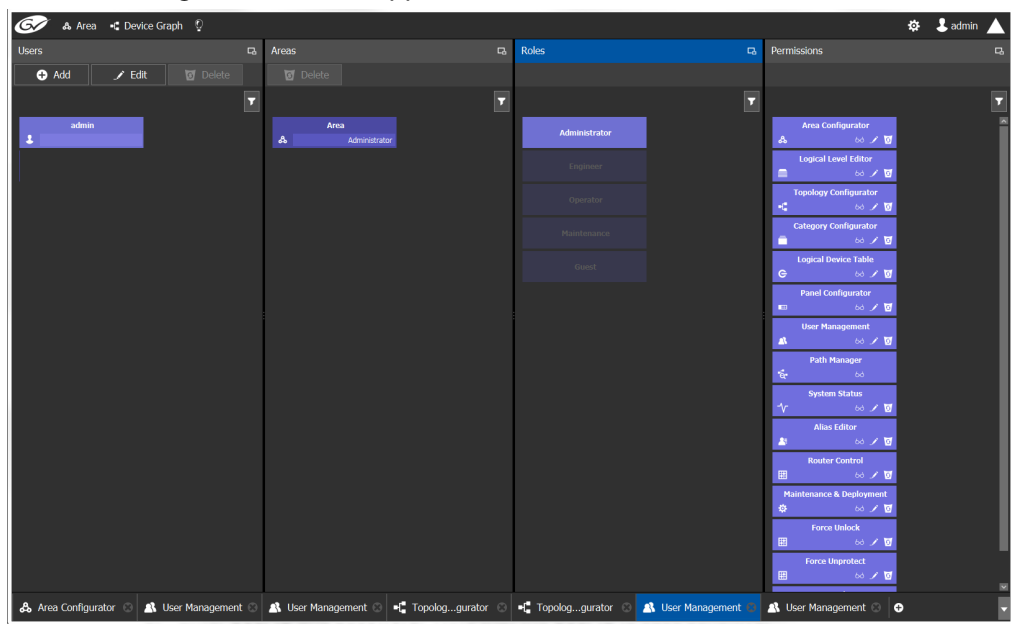 GV Area Device Graph admin
Users Areas Roles Permissions
Add Edit Delete Delete
admin
Area
Administrator
Administrator
Engineer
Operator
Maintenance
Guest
Area Configurator
Logical Level Editor
Topology Configurator
Category Configurator
Logical Device Table
Panel Configurator
User Management
Path Manager
System Status
Alias Editor
Router Control
Maintenance & Deployment
Force Unlock
Force Unprotect
Area Configurator User Management User Management Topolog...gurator Topolog...gurator User Management User Management